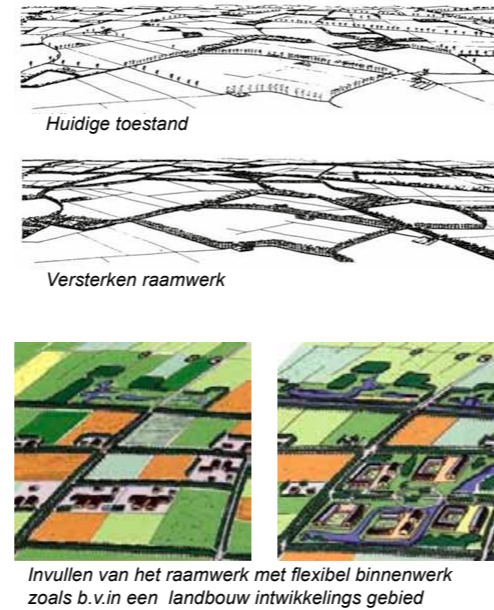 Huidige toestand
Versterken raamwerk
Invullen van het raamwerk met flexibel binnenwerk
zoals b.v.in een  landbouw intwikkelings gebied